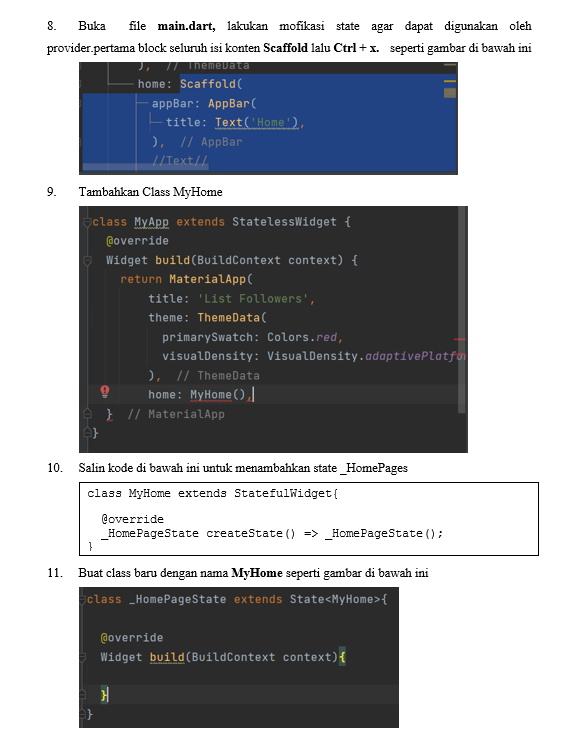 8. Buka file main.dart, lakukan mofikasi state agar dapat digunakan oleh
provider.pertama block seluruh isi konten Scaffold lalu Ctrl + x. seperti gambar di bawah ini
), // ThemeData
home: Scaffold(
appBar: AppBar(
title: Text('Home'),
), // AppBar
//Text//
9. Tambahkan Class MyHome
class MyApp extends StatelessWidget {
@override
Widget build(BuildContext context) {
return MaterialApp(
title: 'List Followers',
theme: ThemeData(
primarySwatch: Colors.red,
visualDensity: VisualDensity.adaptivePlatfor
), // ThemeData
home: MyHome(),
} // MaterialApp
}
10. Salin kode di bawah ini untuk menambahkan state _HomePages
class MyHome extends StatefulWidget{
@override
_HomePageState createState() => _HomePageState();
}
11. Buat class baru dengan nama MyHome seperti gambar di bawah ini
class _HomePageState extends State<MyHome>{
@override
Widget build(BuildContext context){
}
}